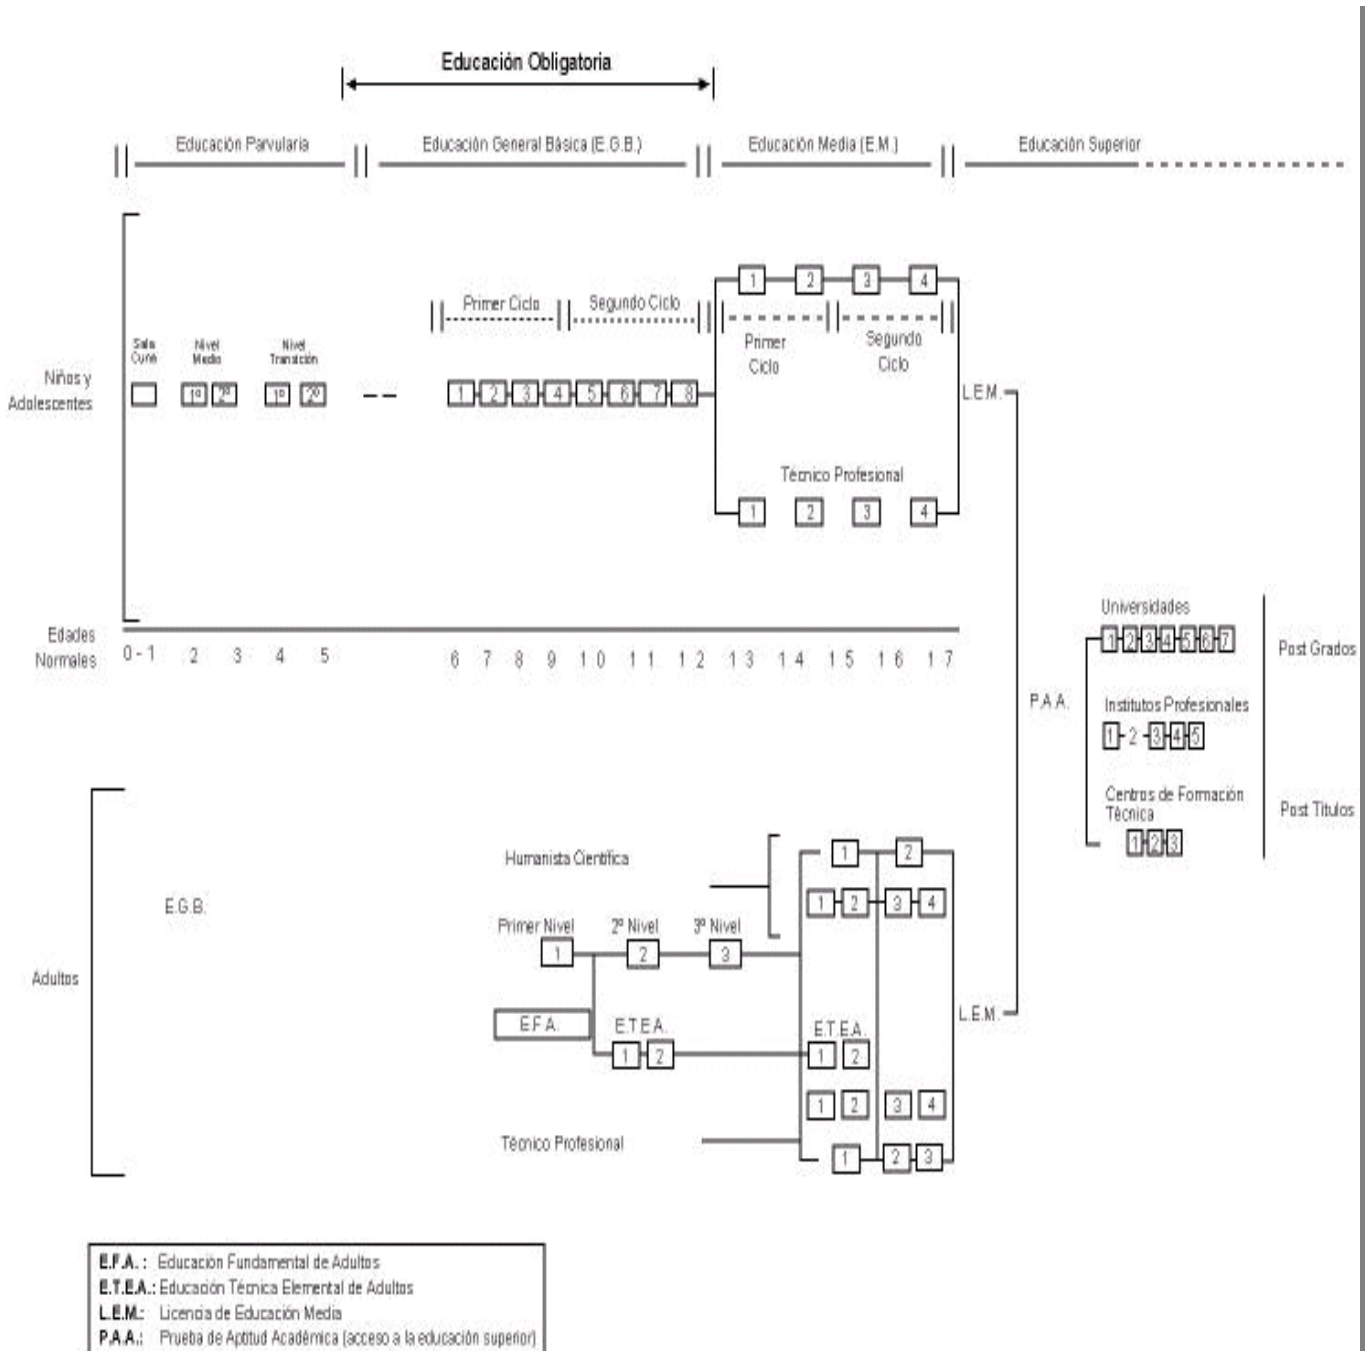 Educación Obligatoria
Educación Parvularia
Educación General Básica (E.G.B.)
Educación Media (E.M.)
Educación Superior
1 2 3 4
Primer Ciclo
Segundo Ciclo
Primer
Ciclo
Segundo
Ciclo
Sala
Cuna
Nivel
Medio
Nivel
Transición
Niños y
Adolescentes
1º 2º
1º 2º
1 2 3 4 5 6 7 8
L.E.M.
Técnico Profesional
1 2 3 4
Edades
Normales
0-1 2 3 4 5 6 7 8 9 10 11 12 13 14 15 16 17
Universidades
1 2 3 4 5 6 7
Post Grados
P.A.A.
Institutos Profesionales
1 - 2 - 3 4 5
Centros de Formación
Técnica
1 2 3
Post Títulos
Humanista Científica
1 2
E.G.B.
1 2 3 4
Primer Nivel
2º Nivel
3º Nivel
1 2 3
Adultos
L.E.M.
E.F.A.
E.T.E.A.
1 2
E.T.E.A.
1 2
1 2 3 4
Técnico Profesional
1 2 3
E.F.A.: Educación Fundamental de Adultos
E.T.E.A.: Educación Técnica Elemental de Adultos
L.E.M.: Licencia de Educación Media
P.A.A.: Prueba de Aptitud Académica (acceso a la educación superior)